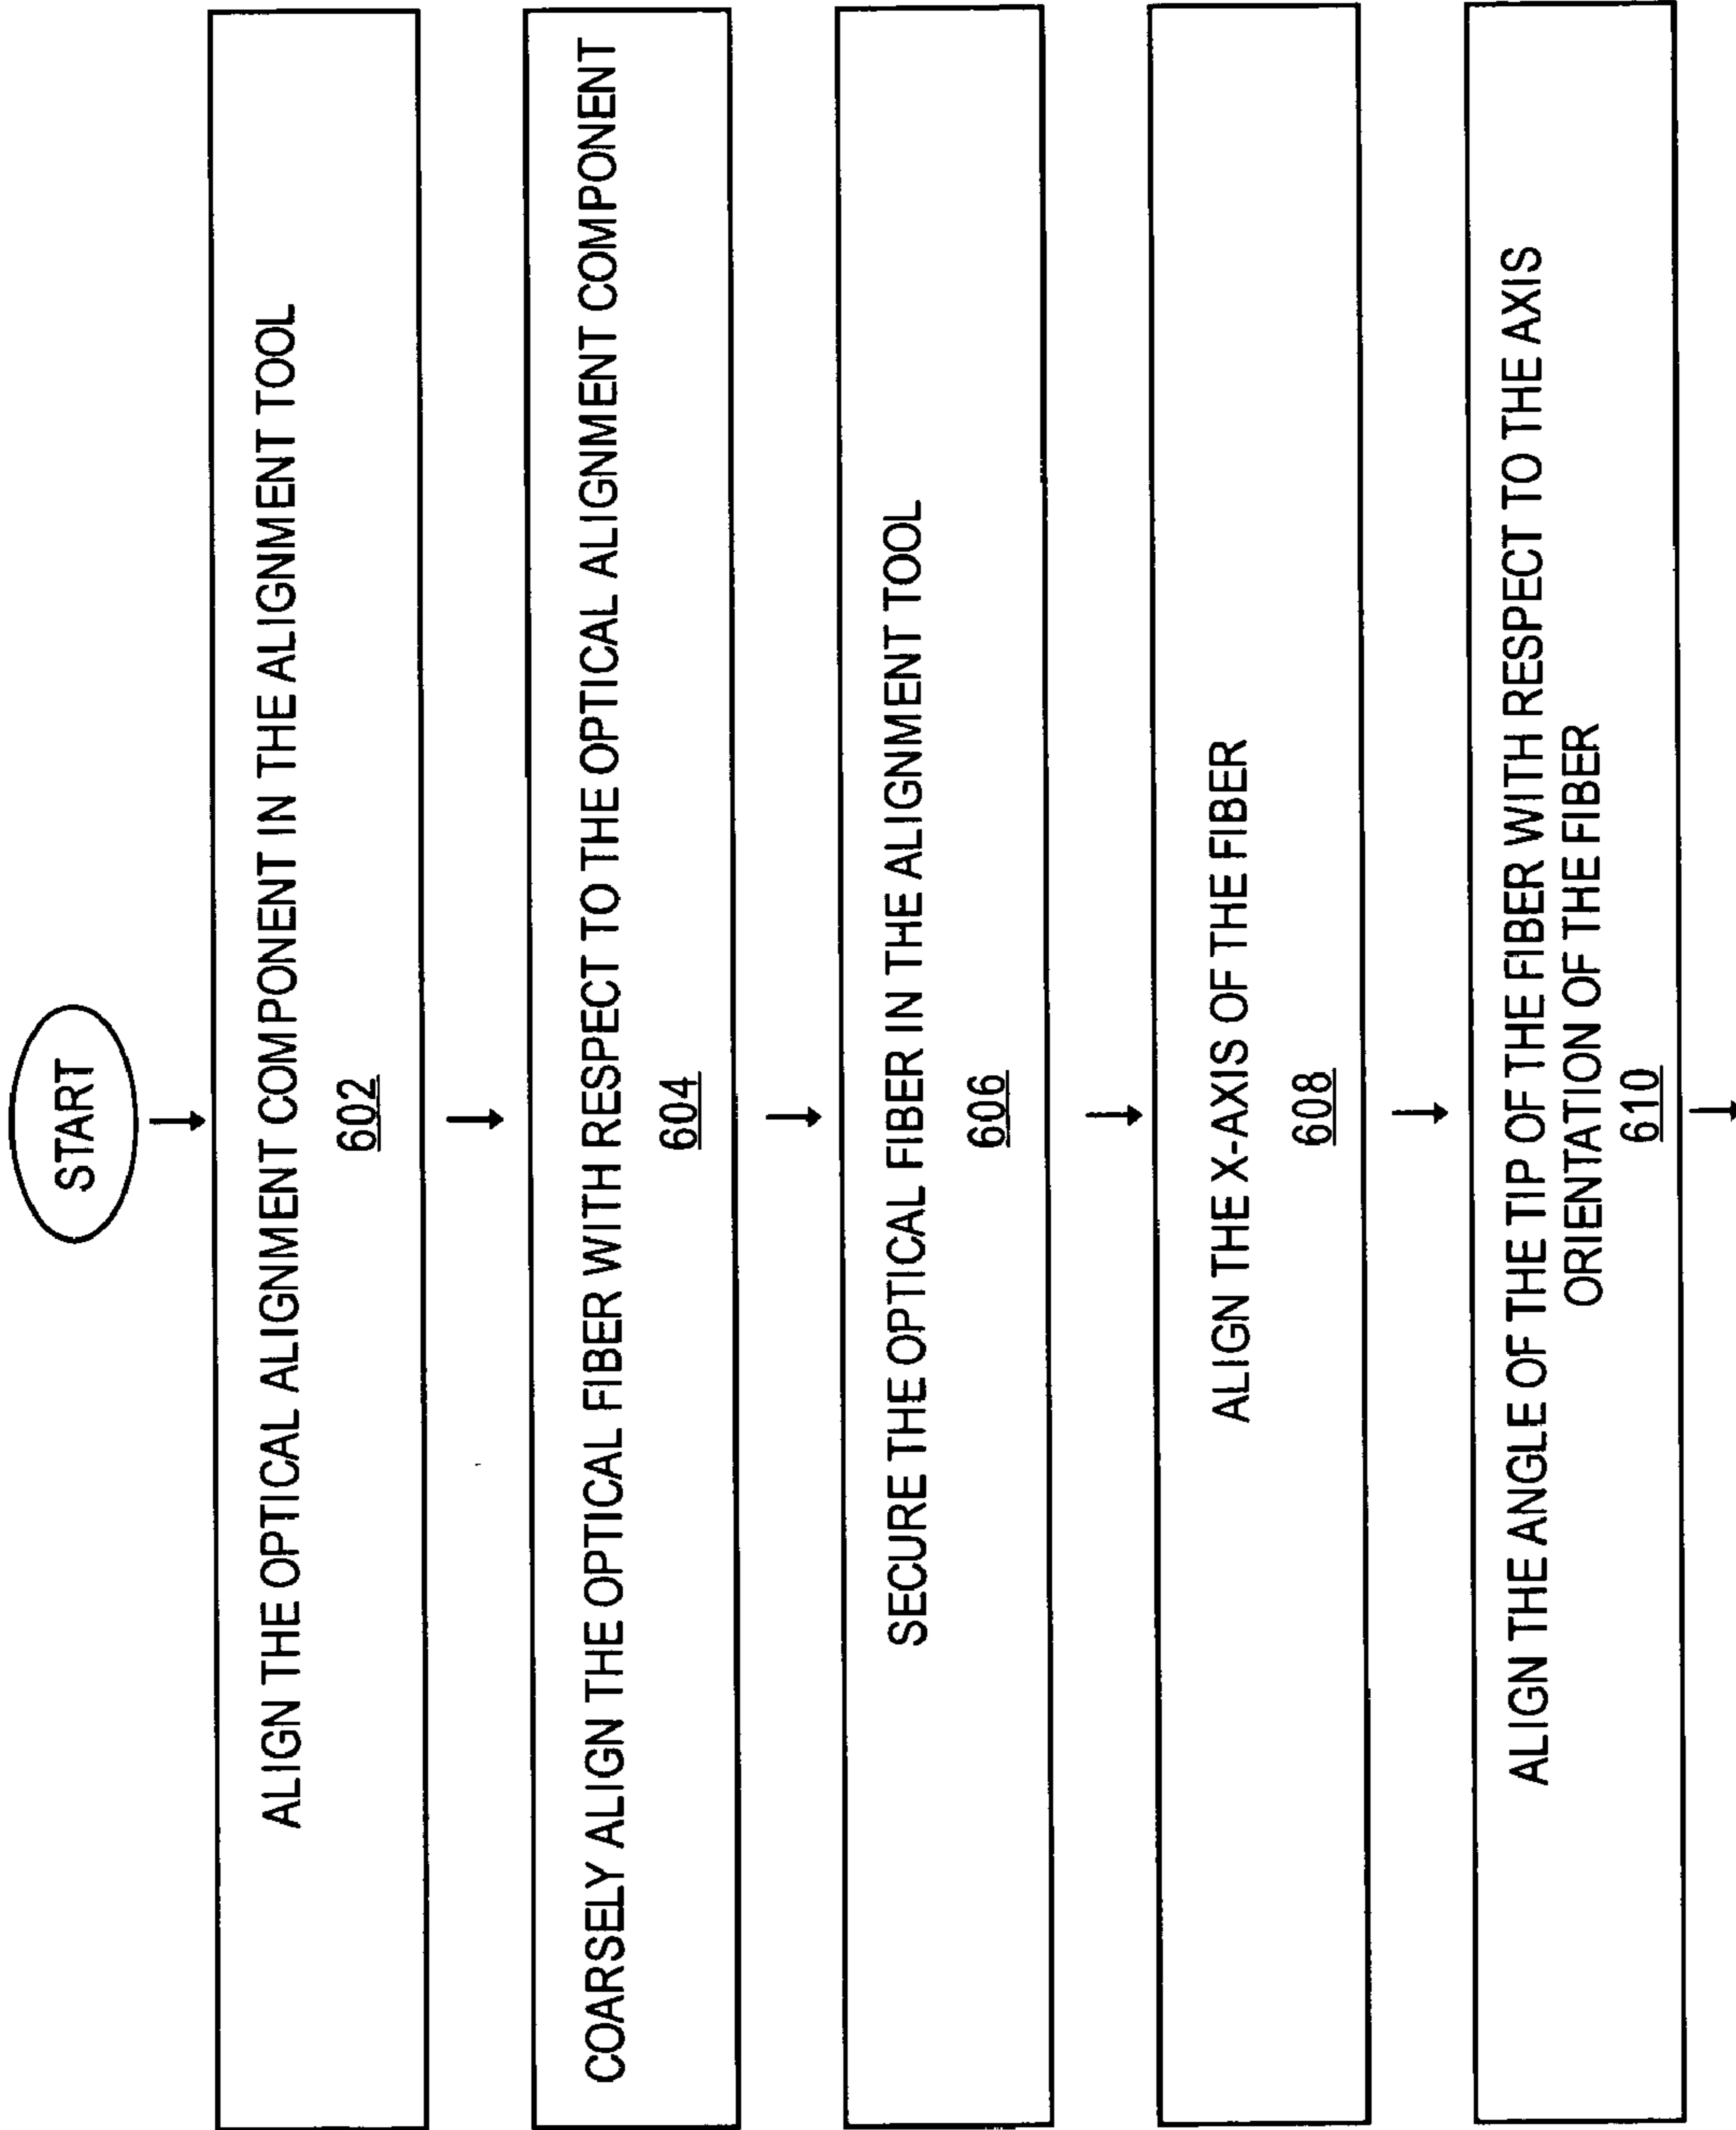 START
ALIGN THE OPTICAL ALIGNMENT COMPONENT IN THE ALIGNMENT TOOL
602
COARSELY ALIGN THE OPTICAL FIBER WITH RESPECT TO THE OPTICAL ALIGNMENT COMPONENT
604
SECURE THE OPTICAL FIBER IN THE ALIGNMENT TOOL
606
ALIGN THE X-AXIS OF THE FIBER
608
ALIGN THE ANGLE OF THE TIP OF THE FIBER WITH RESPECT TO THE AXIS
ORIENTATION OF THE FIBER
610